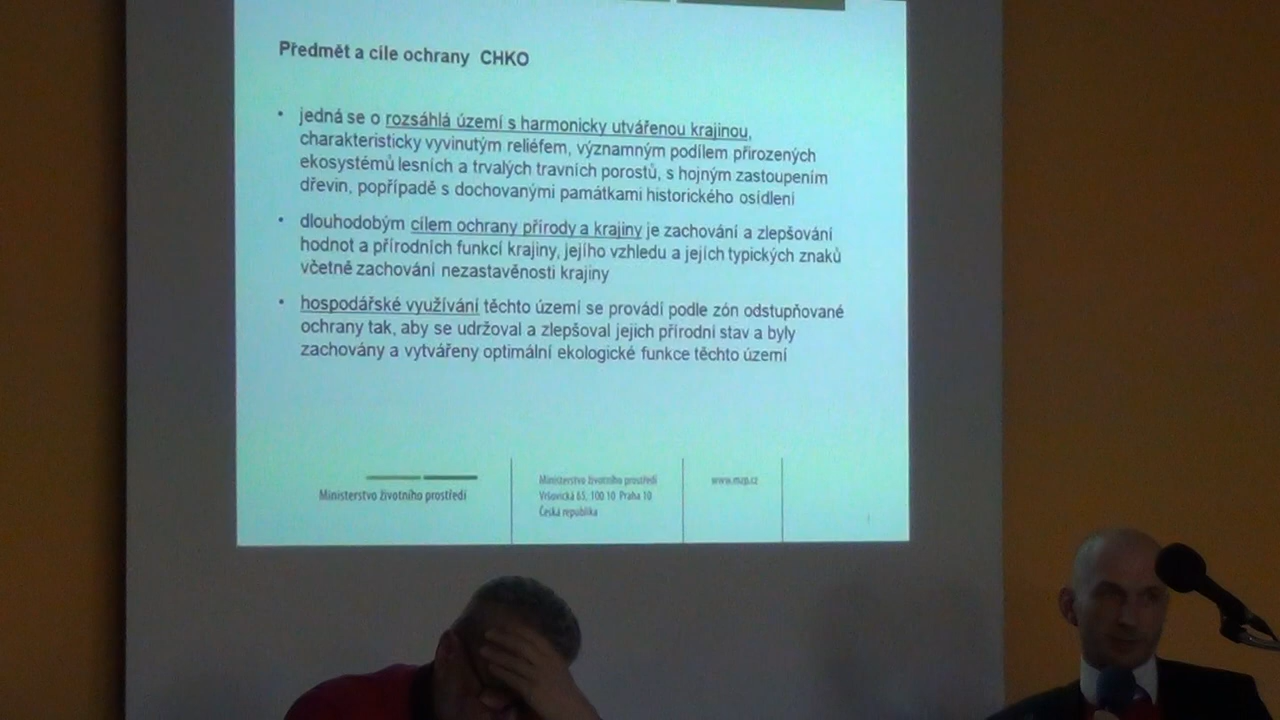 Předmět a cíle ochrany CHKO
• jedná se o rozsáhlá území s harmonicky utvářenou krajinou,
charakteristicky vyvinutým reliéfem, významným podílem přirozených
ekosystémů lesních a trvalých travních porostů, s hojným zastoupením
dřevin, popřípadě s dochovanými památkami historického osídlení
• dlouhodobým cílem ochrany přírody a krajiny je zachování a zlepšování
hodnot a přírodních funkcí krajiny, jejího vzhledu a jejích typických znaků
včetně zachování nezastavěnosti krajiny
• hospodářské využívání těchto území se provádí podle zón odstupňované
ochrany tak, aby se udržoval a zlepšoval jejich přírodní stav a byly
zachovány a vytvářeny optimální ekologické funkce těchto území
Ministerstvo životního prostředí
Ministerstvo životního prostředí
Vršovická 65, 100 10 Praha 10
Česká republika
www.mzp.cz